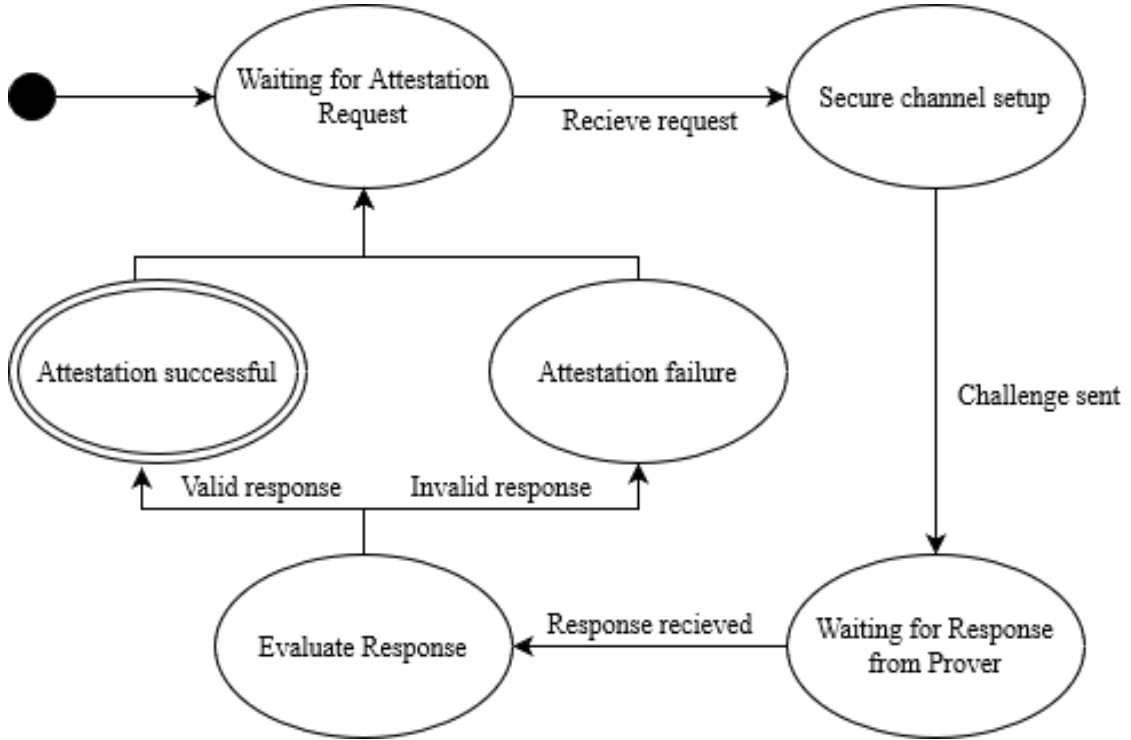 Waiting for Attestation
Request
Recieve request
Secure channel setup
Attestation successful
Attestation failure
Challenge sent
Valid response
Invalid response
Evaluate Response
Response recieved
Waiting for Response
from Prover